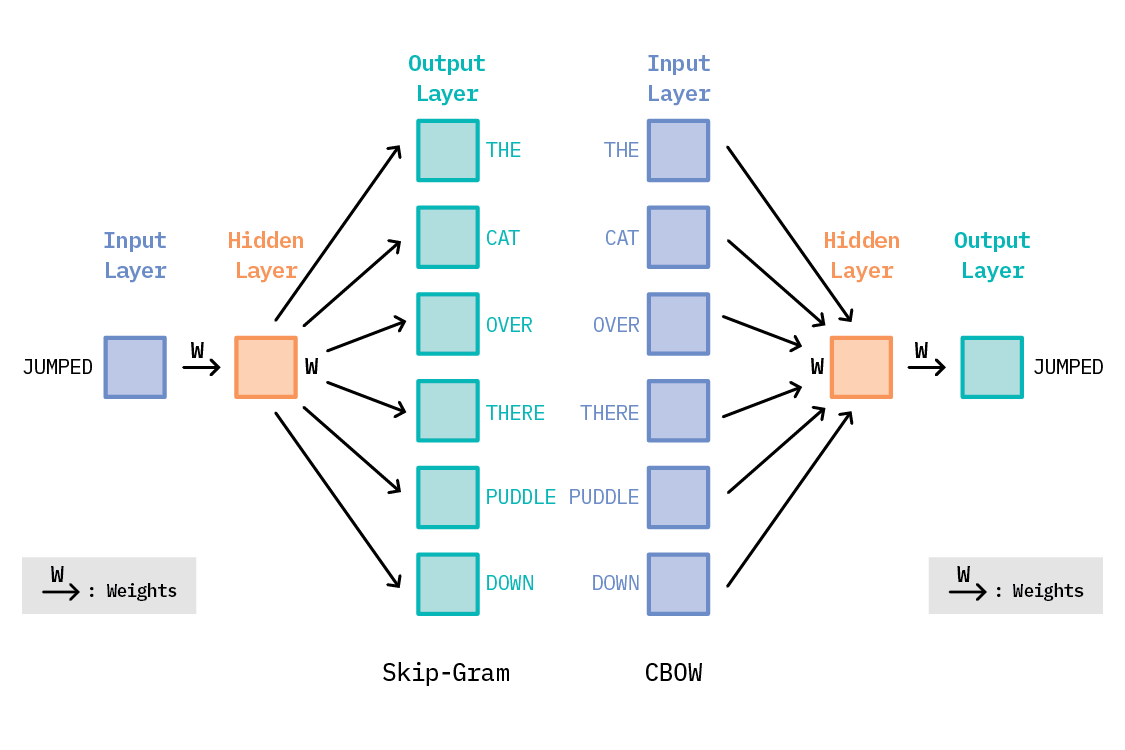 Output
Layer
THE
CAT
Input
Layer
Hidden
Layer
OVER
JUMPED
W
W
THERE
PUDDLE
DOWN
W
: Weights
Skip-Gram
Input
Layer
THE
CAT
OVER
THERE
PUDDLE
DOWN
Hidden
Layer
Output
Layer
W
W
JUMPED
W
: Weights
CBOW